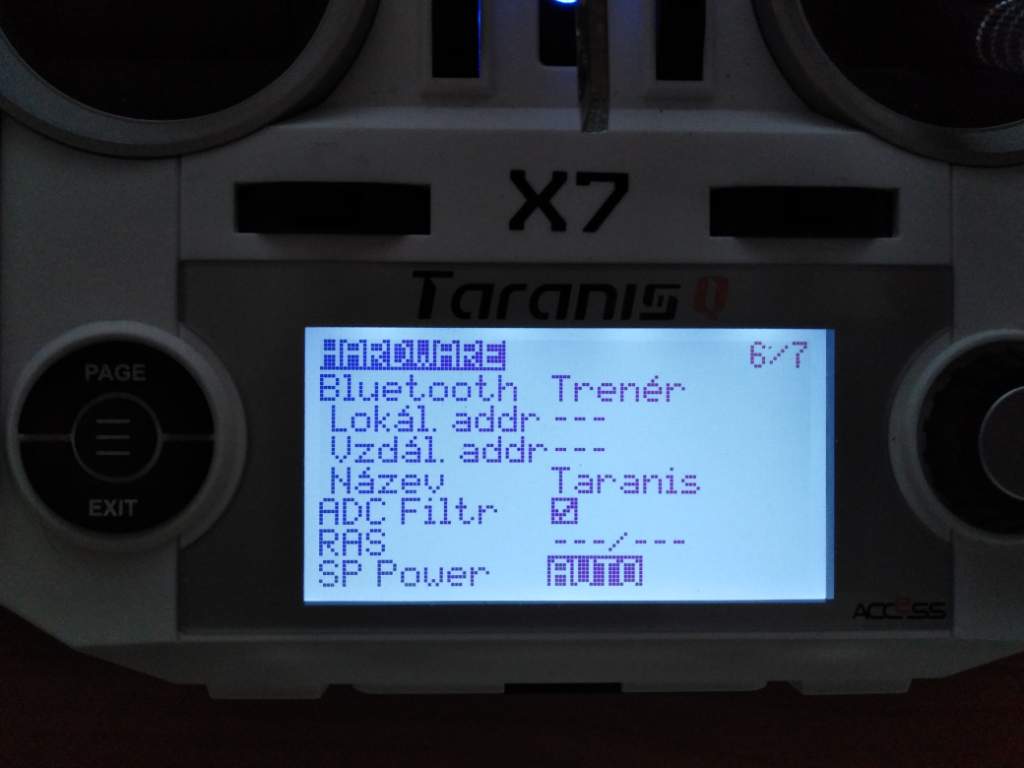 X7
Taranis Q
PAGE
EXIT
HARDWARE 6/7
Bluetooth Trenér
Lokál. addr ---
Vzdál. addr ---
Název Taranis
ADC Filtr
RAS ---/---
SP Power AUTO
ACCESS